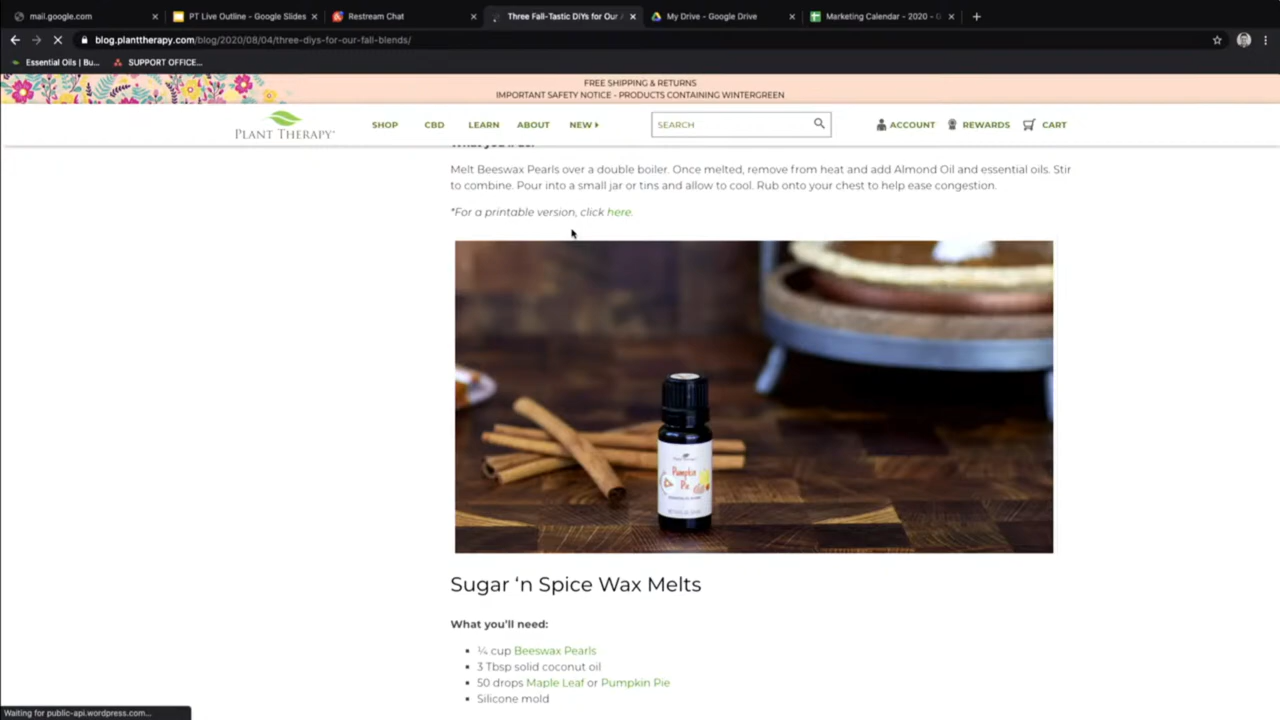 mail.google.com
PT Live Outline - Google Slides
Restream Chat
Three Fall-Tastic DIYs for Our
My Drive - Google Drive
Marketing Calendar - 2020 - G
blog.planttherapy.com/blog/2020/08/04/three-diys-for-our-fall-blends/
Essential Oils | Bu...
SUPPORT OFFICE...
FREE SHIPPING & RETURNS
IMPORTANT SAFETY NOTICE - PRODUCTS CONTAINING WINTERGREEN
PLANT THERAPY
SHOP
CBD
LEARN
ABOUT
NEW
SEARCH
ACCOUNT
REWARDS
CART
Melt Beeswax Pearls over a double boiler. Once melted, remove from heat and add Almond Oil and essential oils. Stir
to combine. Pour into a small jar or tins and allow to cool. Rub onto your chest to help ease congestion.
*For a printable version, click here.
Pumpkin
Pie
Sugar ‘n Spice Wax Melts
What you’ll need:
¼ cup Beeswax Pearls
3 Tbsp solid coconut oil
50 drops Maple Leaf or Pumpkin Pie
Silicone mold
Waiting for public-api.wordpress.com...